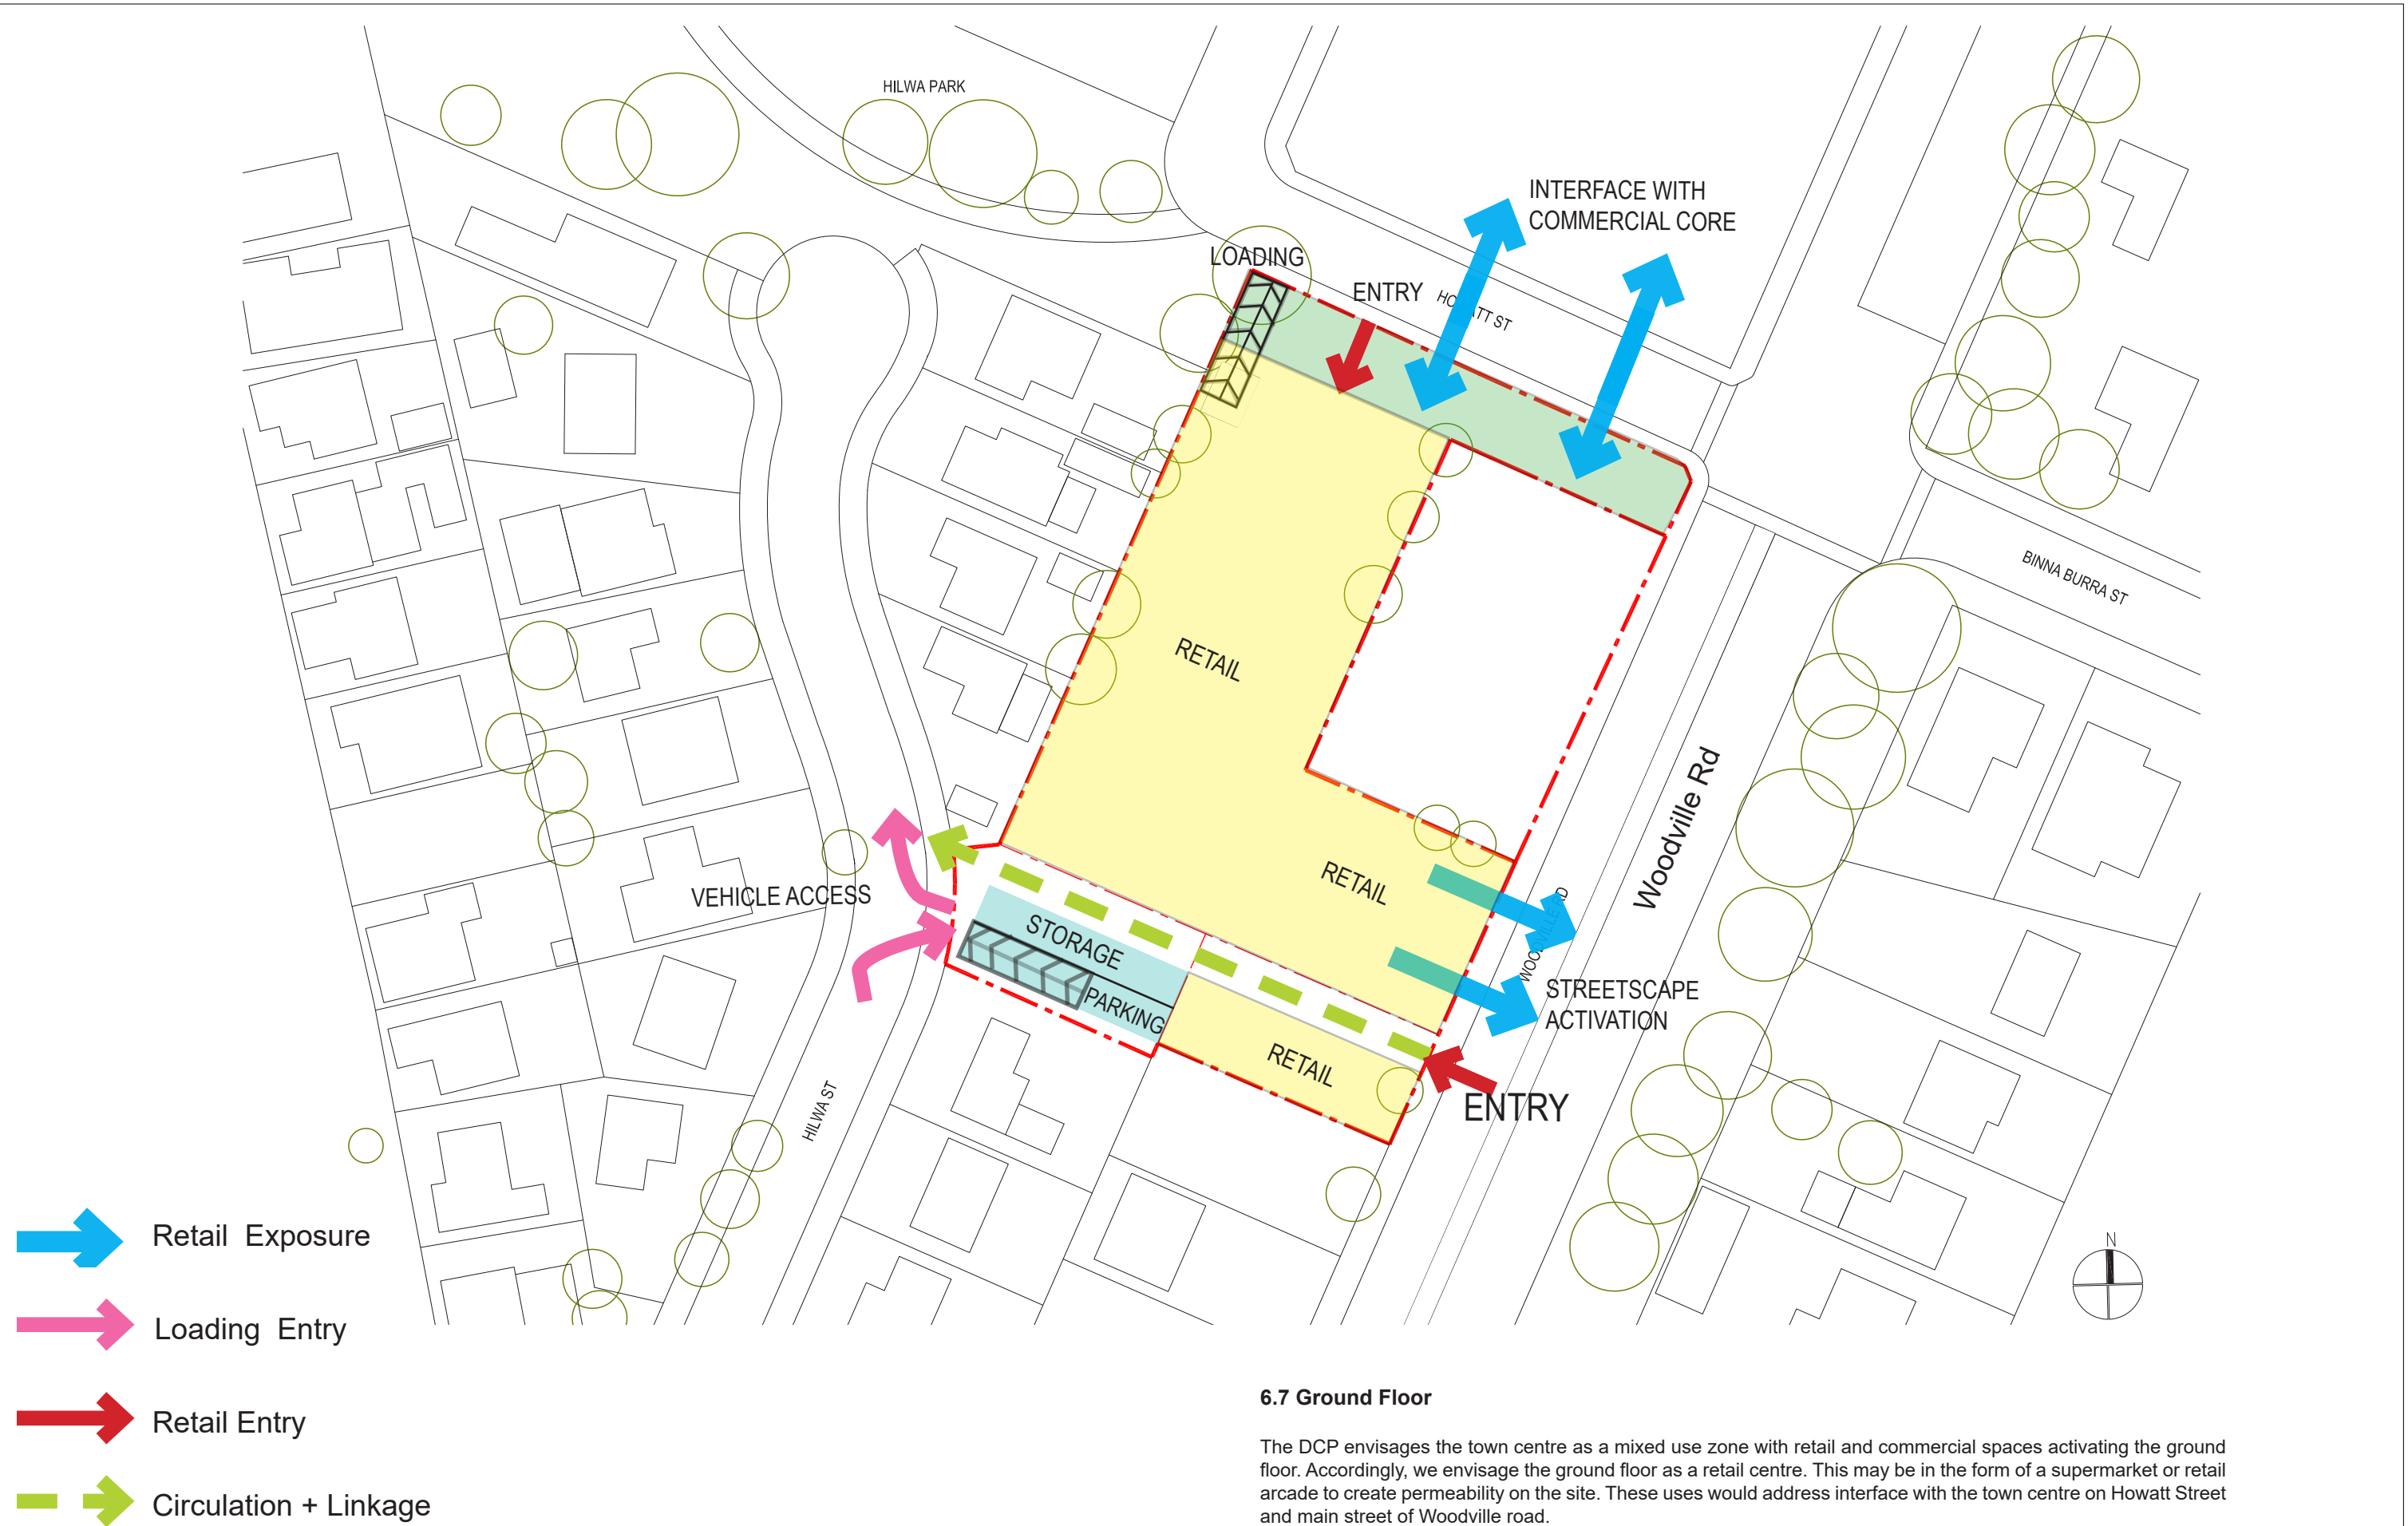 HILWA PARK
INTERFACE WITH
COMMERCIAL CORE
LOADING
ENTRY
HOWATT ST
BINNA BURRA ST
RETAIL
Woodville Rd
RETAIL
VEHICLE ACCESS
STORAGE
WOODVILLE RD
STREETSCAPE
ACTIVATION
PARKING
RETAIL
ENTRY
HILWA ST
N
Retail Exposure
Loading Entry
Retail Entry
Circulation + Linkage
6.7 Ground Floor
The DCP envisages the town centre as a mixed use zone with retail and commercial spaces activating the ground
floor. Accordingly, we envisage the ground floor as a retail centre. This may be in the form of a supermarket or retail
arcade to create permeability on the site. These uses would address interface with the town centre on Howatt Street
and main street of Woodville road.